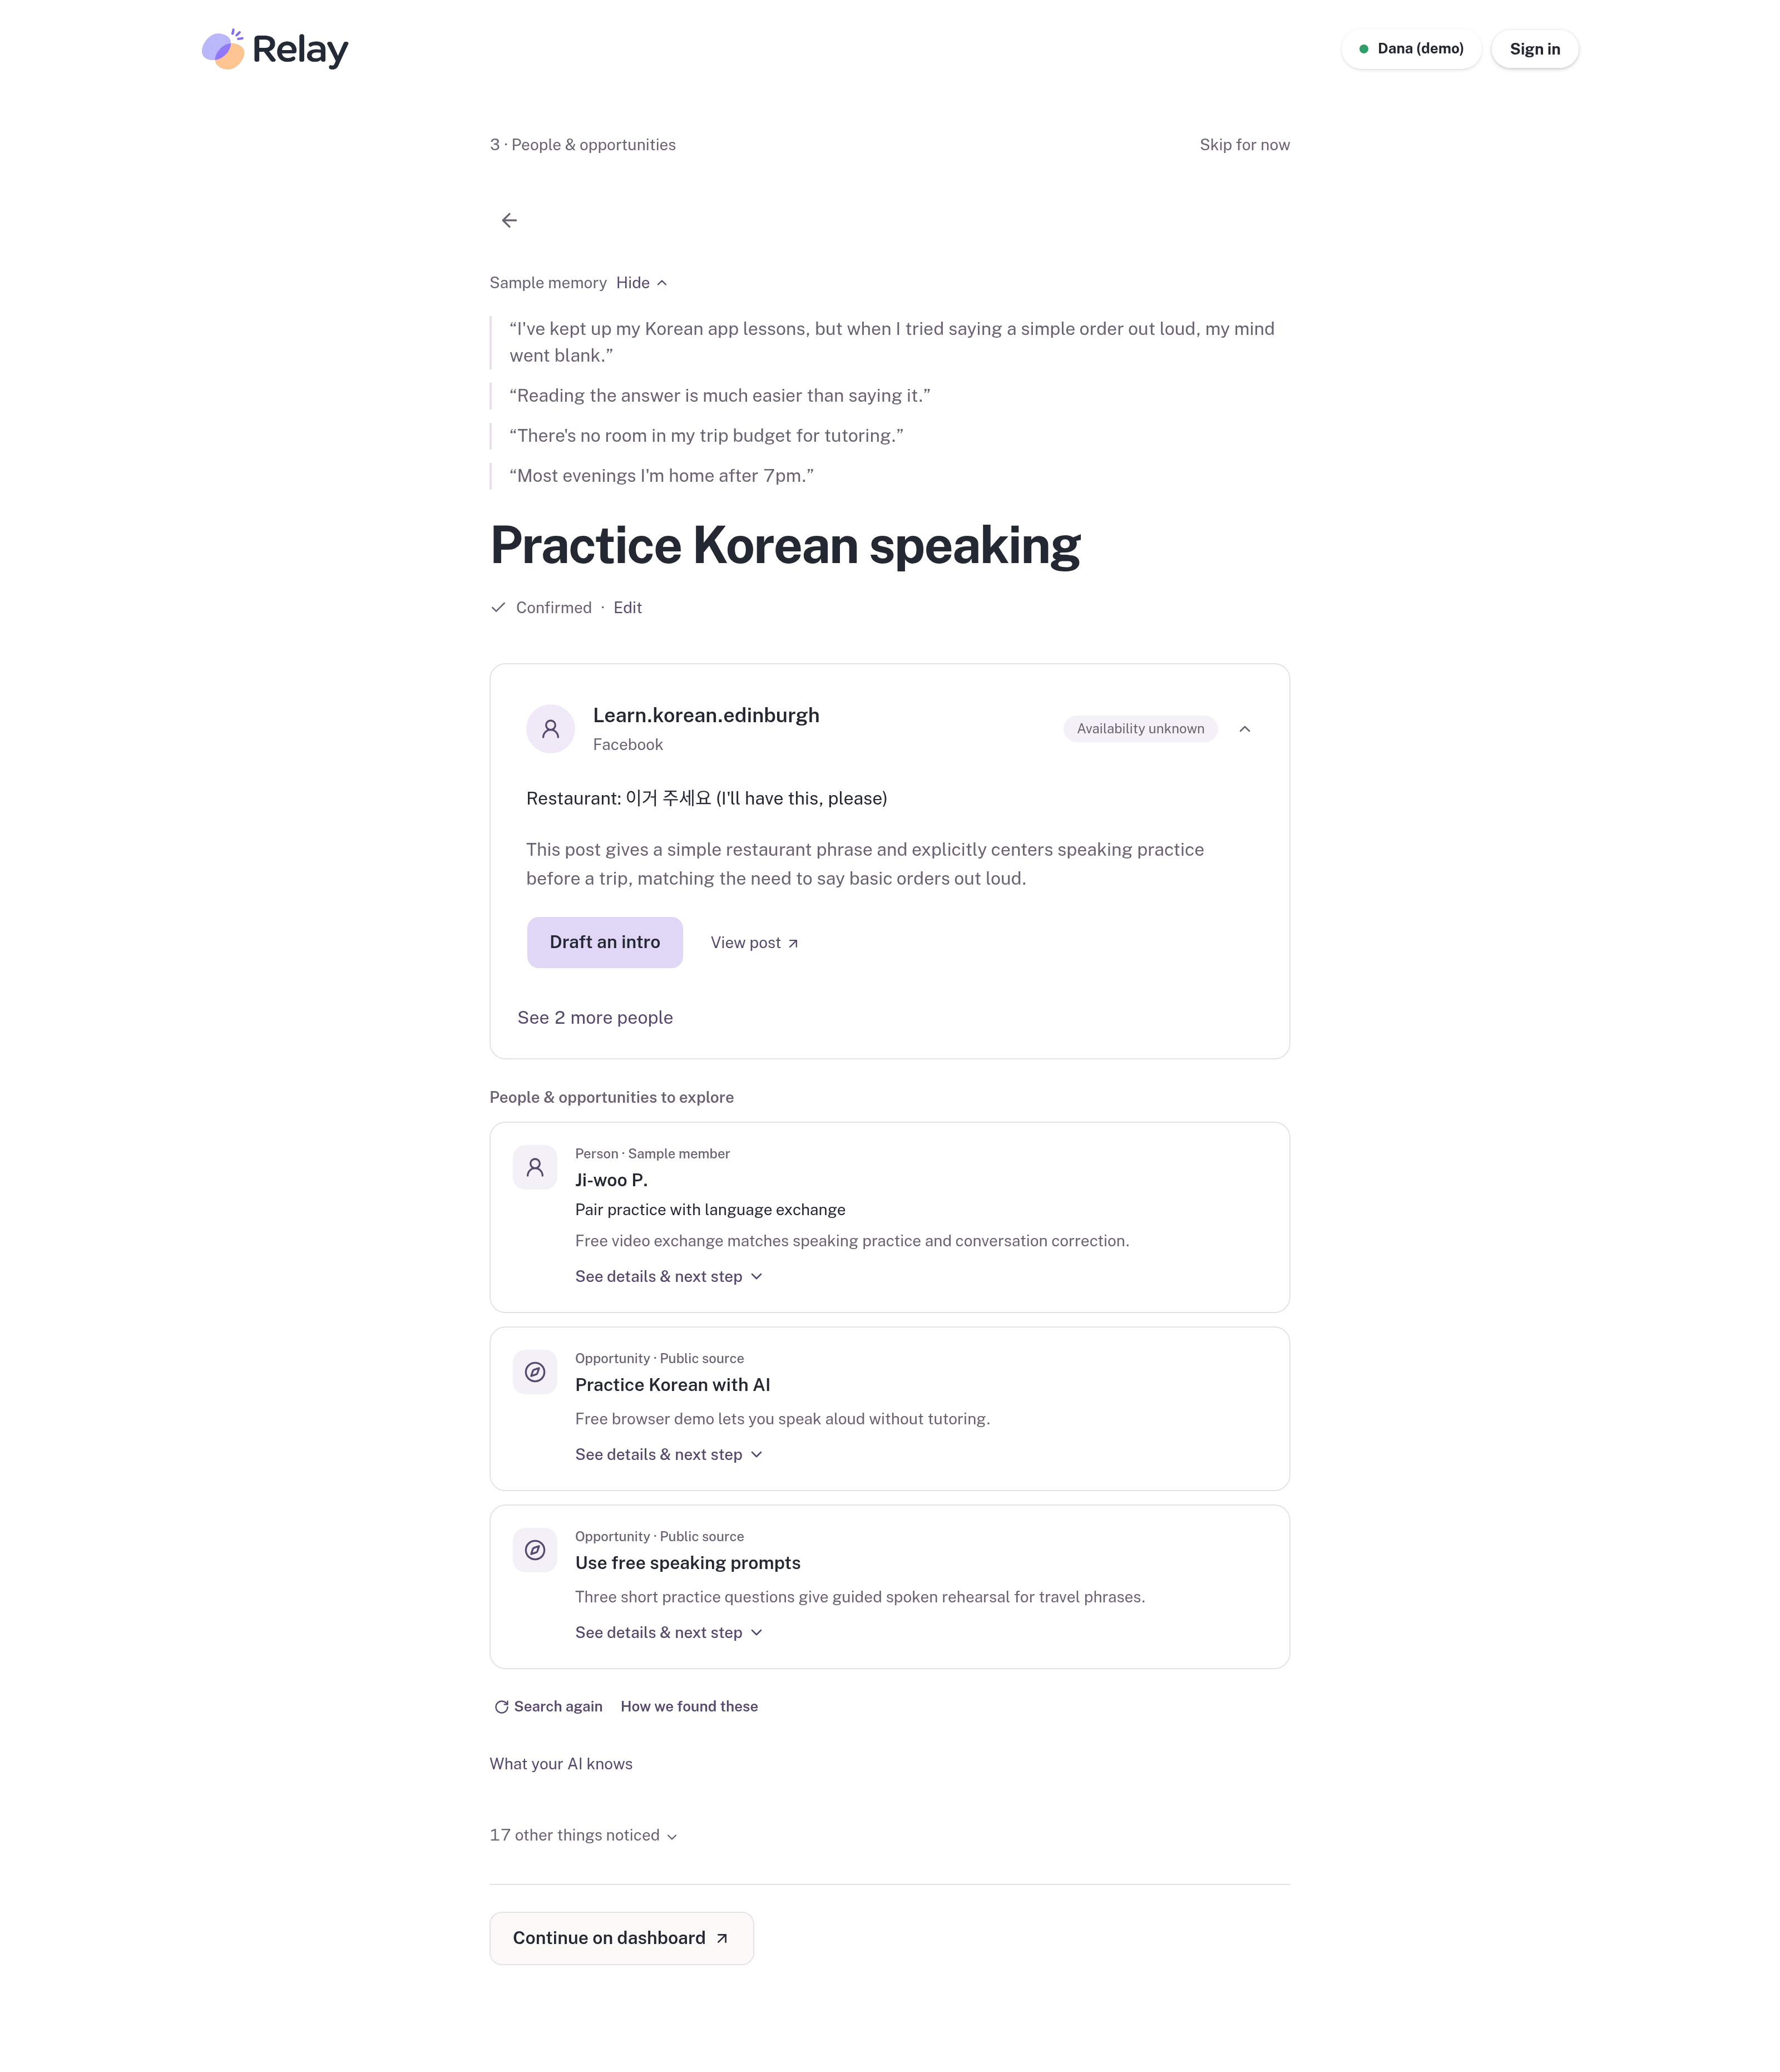 Relay
Dana (demo)
Sign in
3 · People & opportunities
Skip for now
Sample memory Hide
“I've kept up my Korean app lessons, but when I tried saying a simple order out loud, my mind
went blank.”
“Reading the answer is much easier than saying it.”
“There's no room in my trip budget for tutoring.”
“Most evenings I'm home after 7pm.”
Practice Korean speaking
Confirmed · Edit
Learn.korean.edinburgh
Facebook
Availability unknown
Restaurant: 이거 주세요 (I'll have this, please)
This post gives a simple restaurant phrase and explicitly centers speaking practice
before a trip, matching the need to say basic orders out loud.
Draft an intro
View post
See 2 more people
People & opportunities to explore
Person · Sample member
Ji-woo P.
Pair practice with language exchange
Free video exchange matches speaking practice and conversation correction.
See details & next step
Opportunity · Public source
Practice Korean with AI
Free browser demo lets you speak aloud without tutoring.
See details & next step
Opportunity · Public source
Use free speaking prompts
Three short practice questions give guided spoken rehearsal for travel phrases.
See details & next step
Search again
How we found these
What your AI knows
17 other things noticed
Continue on dashboard